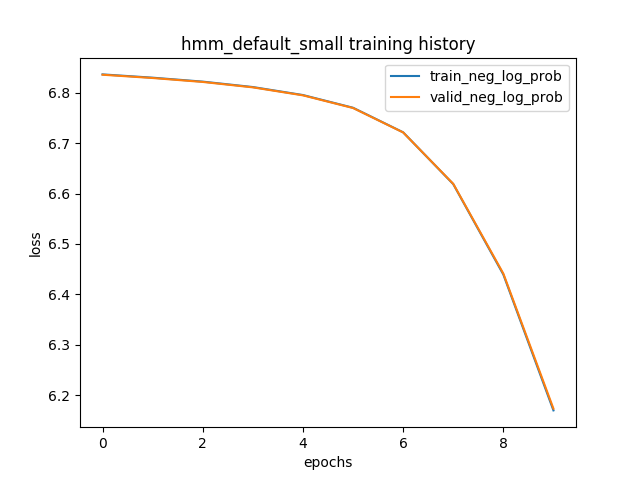 hmm_default_small training history
train_neg_log_prob
valid_neg_log_prob
6.8
6.7
6.6
6.5
6.4
6.3
6.2
loss
0 2 4 6 8
epochs